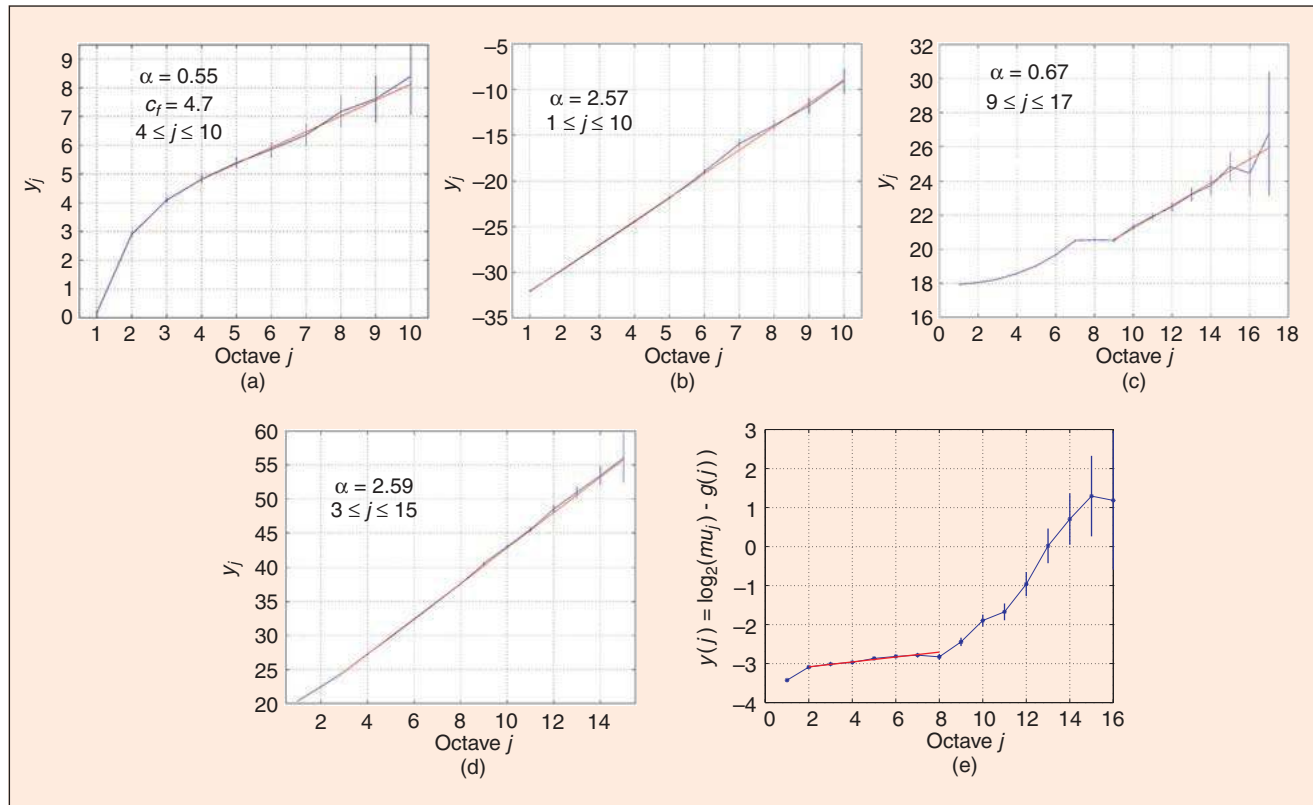 9
8
7
6
5
4
3
2
1
0
y_j
α = 0.55
c_f = 4.7
4 ≤ j ≤ 10
1 2 3 4 5 6 7 8 9 10
Octave j
(a)
−5
−10
−15
−20
−25
−30
−35
y_j
α = 2.57
1 ≤ j ≤ 10
1 2 3 4 5 6 7 8 9 10
Octave j
(b)
32
30
28
26
24
22
20
18
16
y_j
α = 0.67
9 ≤ j ≤ 17
0 2 4 6 8 10 12 14 16 18
Octave j
(c)
60
55
50
45
40
35
30
25
20
y_j
α = 2.59
3 ≤ j ≤ 15
2 4 6 8 10 12 14
Octave j
(d)
3
2
1
0
−1
−2
−3
−4
y(j) = log₂(mu_j) - g(j))
0 2 4 6 8 10 12 14 16
Octave j
(e)